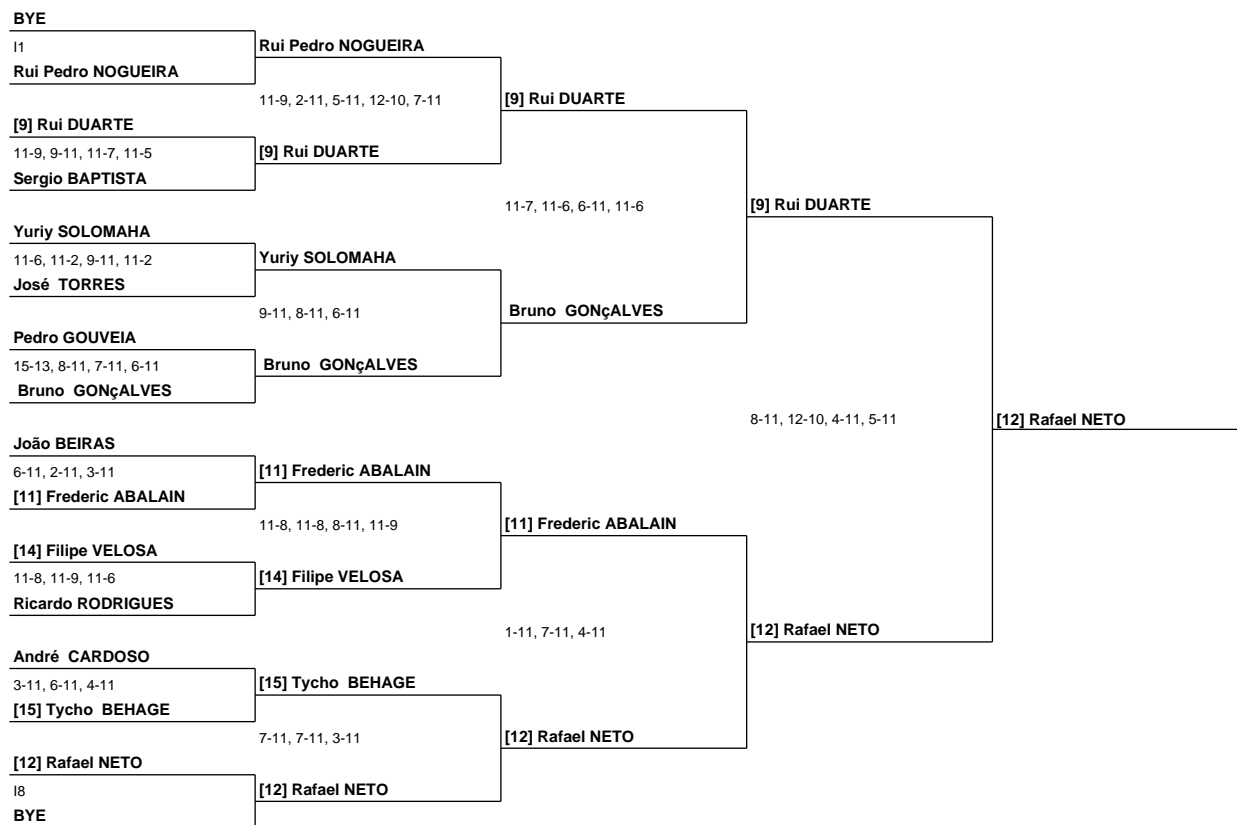 BYE
I1
Rui Pedro NOGUEIRA
Rui Pedro NOGUEIRA
11-9, 2-11, 5-11, 12-10, 7-11
[9] Rui DUARTE
[9] Rui DUARTE
11-9, 9-11, 11-7, 11-5
[9] Rui DUARTE
Sergio BAPTISTA
11-7, 11-6, 6-11, 11-6
[9] Rui DUARTE
Yuriy SOLOMAHA
11-6, 11-2, 9-11, 11-2
Yuriy SOLOMAHA
José TORRES
9-11, 8-11, 6-11
Bruno GONçALVES
Pedro GOUVEIA
15-13, 8-11, 7-11, 6-11
Bruno GONçALVES
Bruno GONçALVES
8-11, 12-10, 4-11, 5-11
[12] Rafael NETO
João BEIRAS
6-11, 2-11, 3-11
[11] Frederic ABALAIN
[11] Frederic ABALAIN
11-8, 11-8, 8-11, 11-9
[11] Frederic ABALAIN
[14] Filipe VELOSA
11-8, 11-9, 11-6
[14] Filipe VELOSA
Ricardo RODRIGUES
1-11, 7-11, 4-11
[12] Rafael NETO
André CARDOSO
3-11, 6-11, 4-11
[15] Tycho BEHAGE
[15] Tycho BEHAGE
7-11, 7-11, 3-11
[12] Rafael NETO
[12] Rafael NETO
I8
[12] Rafael NETO
BYE